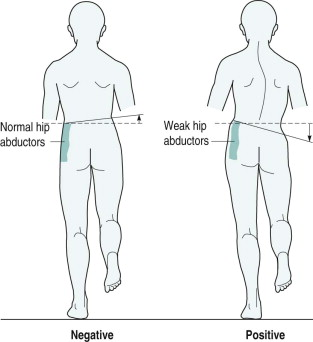 Normal hip
abductors
Weak hip
abductors
Negative
Positive